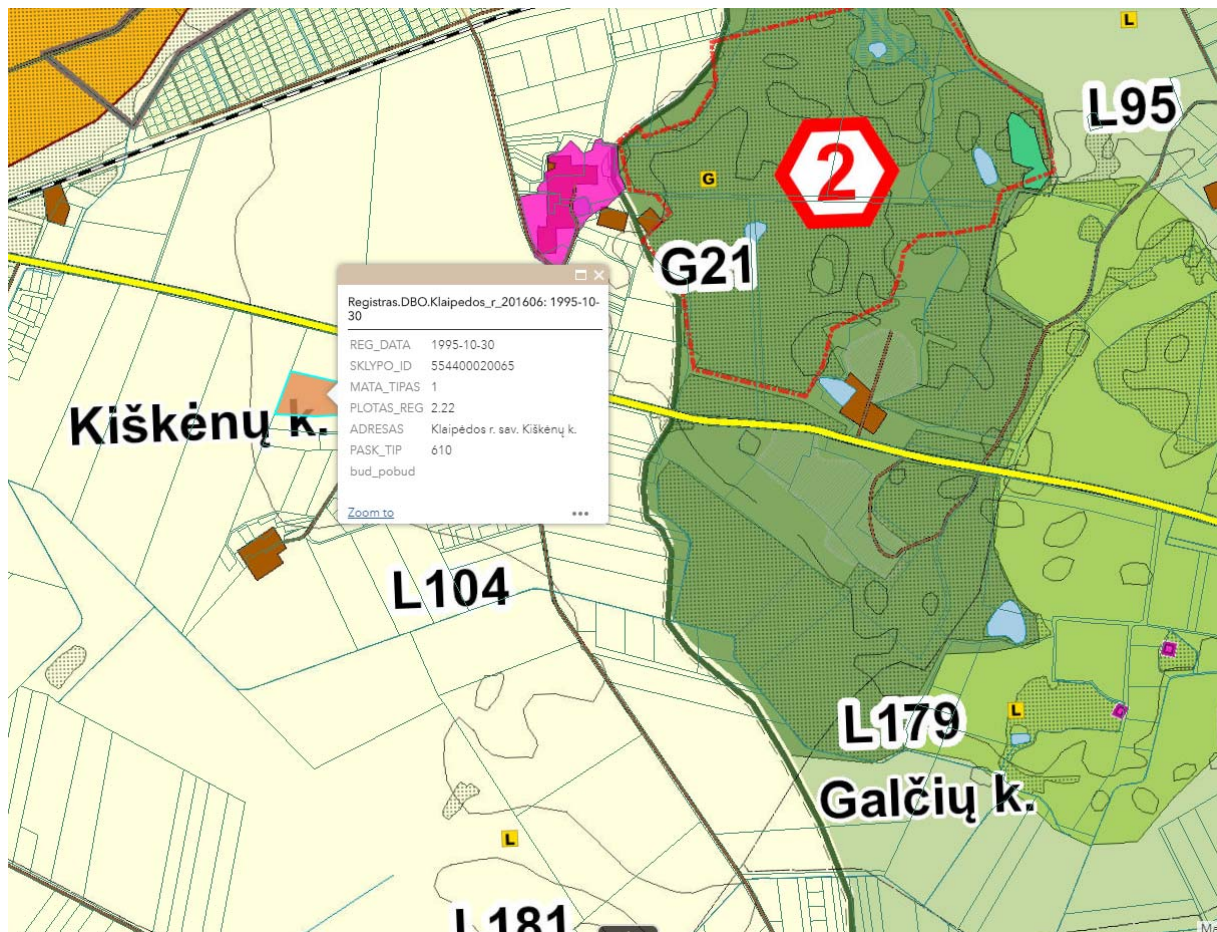 L
L95
2
G
G21
Registras.DBO.Klaipedos_r_201606: 1995-10-
30
REG_DATA 1995-10-30
SKLYPO_ID 554400020065
MATA_TIPAS 1
PLOTAS_REG 2.22
ADRESAS Klaipėdos r. sav. Kiškėnų k.
PASK_TIP 610
bud_pobud
Zoom to
Kiškėnų k.
L104
L179
L
Galčių k.
L
L181
Ma